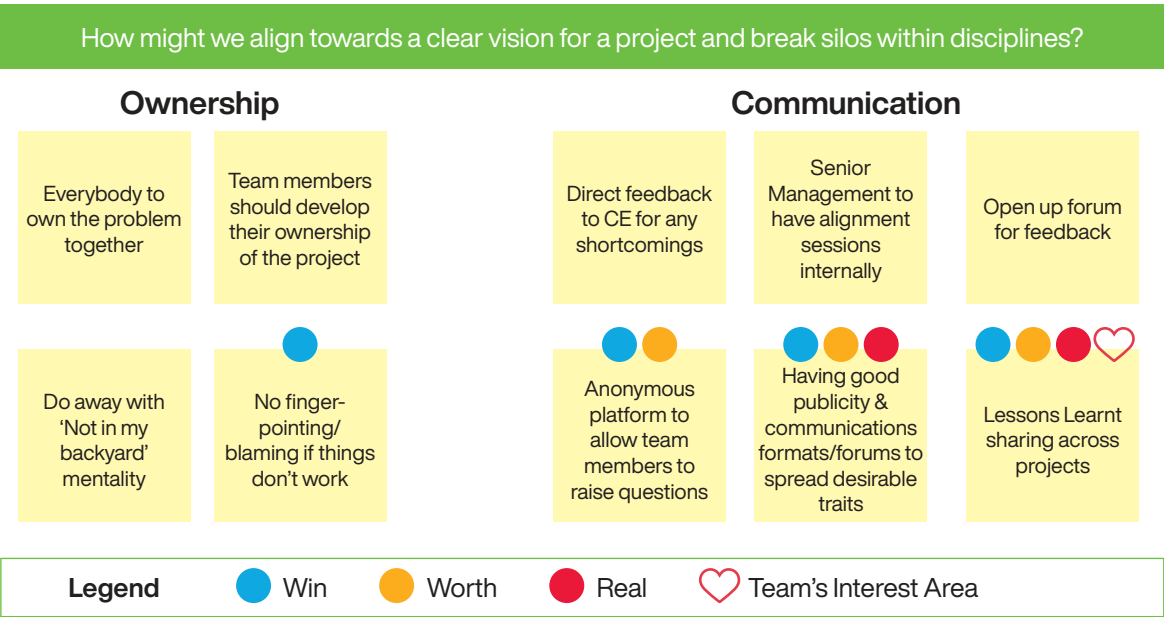 How might we align towards a clear vision for a project and break silos within disciplines?
Ownership
Everybody to
own the problem
together
Team members
should develop
their ownership
of the project
Do away with
‘Not in my
backyard’
mentality
No finger-
pointing/
blaming if things
don’t work
Communication
Direct feedback
to CE for any
shortcomings
Senior
Management to
have alignment
sessions
internally
Open up forum
for feedback
Anonymous
platform to
allow team
members to
raise questions
Having good
publicity &
communications
formats/forums to
spread desirable
traits
Lessons Learnt
sharing across
projects
Legend
Win
Worth
Real
Team’s Interest Area